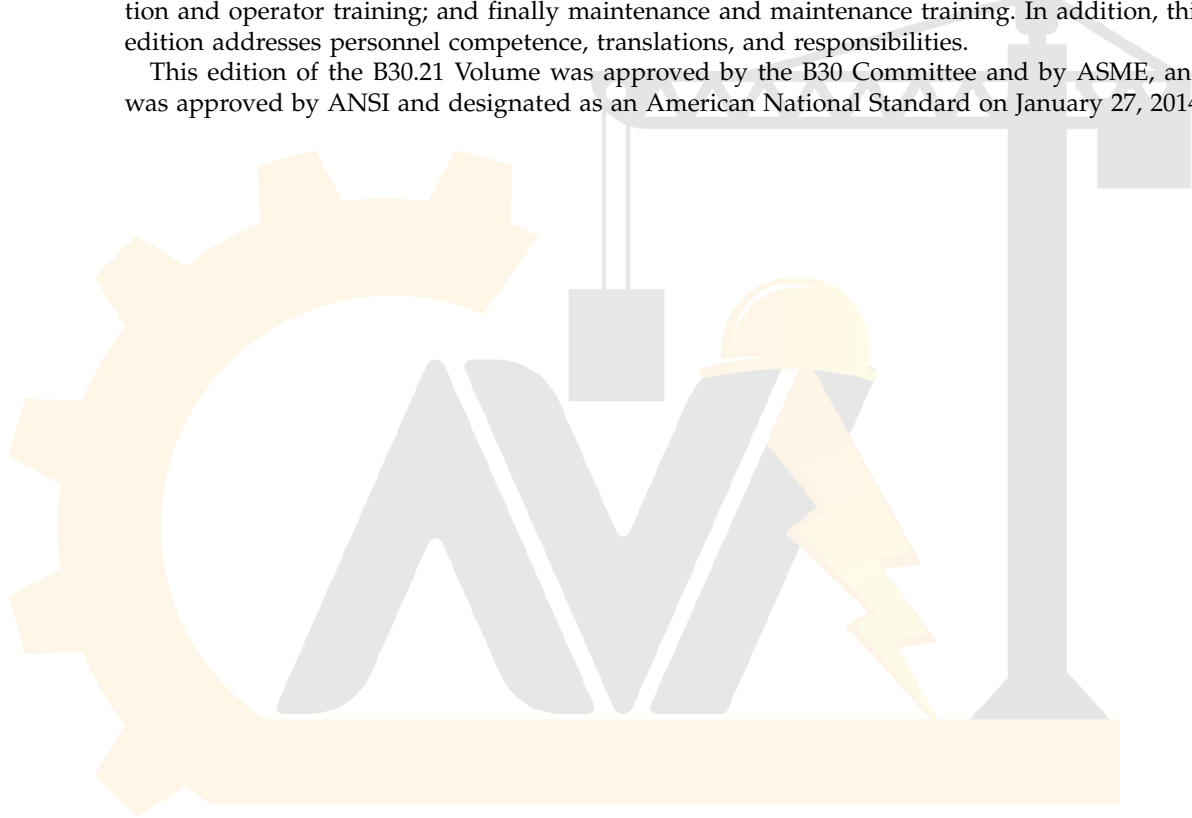 tion and operator training; and finally maintenance and maintenance training. In addition, thi
edition addresses personnel competence, translations, and responsibilities.
This edition of the B30.21 Volume was approved by the B30 Committee and by ASME, an
was approved by ANSI and designated as an American National Standard on January 27, 2014